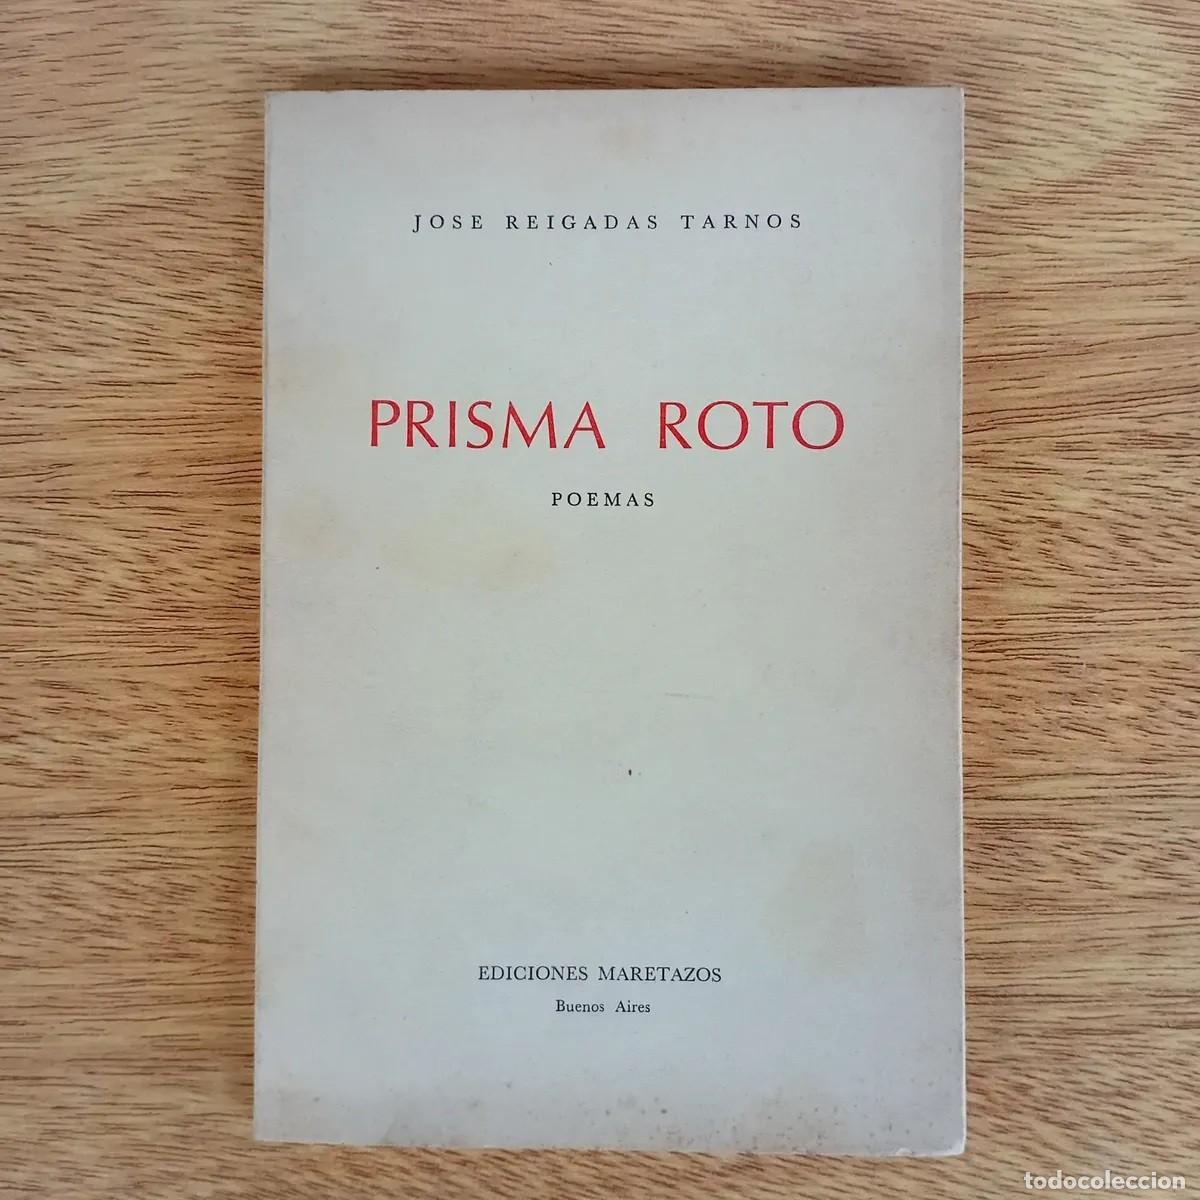 JOSE REIGADAS TARNOS
PRISMA ROTO
POEMAS
EDICIONES MARETAZOS
Buenos Aires
todocoleccion